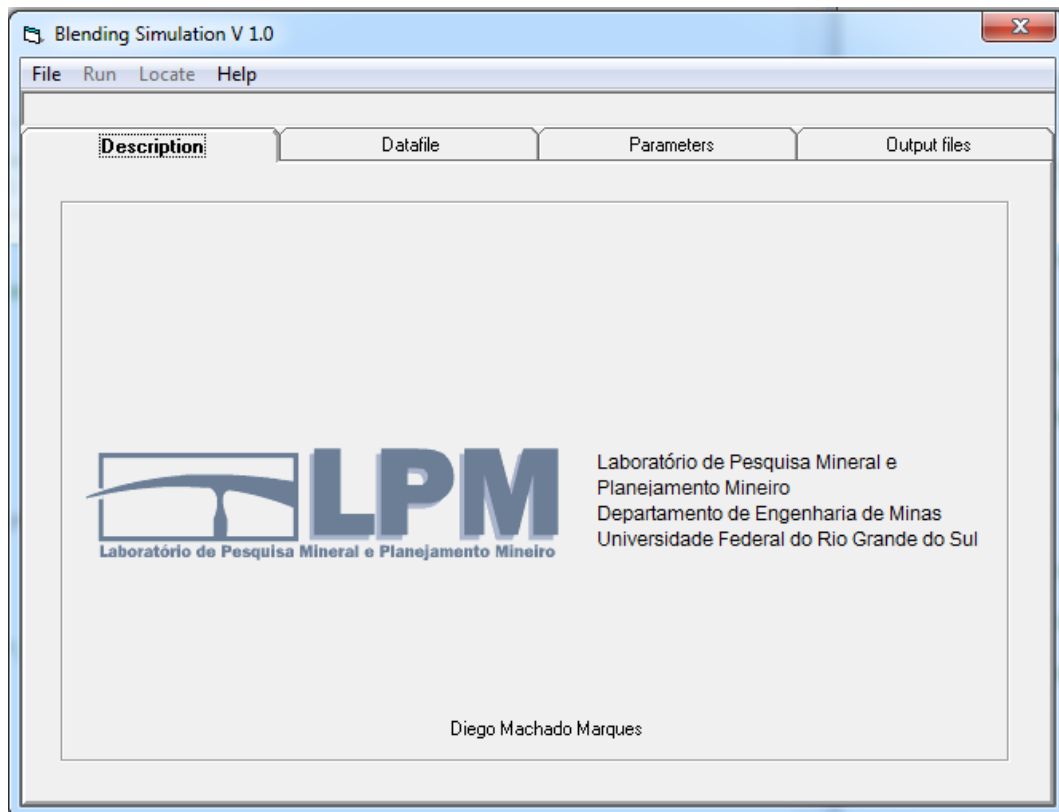 Blending Simulation V 1.0
File Run Locate Help
Description Datafile Parameters Output files
LPM
Laboratório de Pesquisa Mineral e Planejamento Mineiro
Laboratório de Pesquisa Mineral e
Planejamento Mineiro
Departamento de Engenharia de Minas
Universidade Federal do Rio Grande do Sul
Diego Machado Marques